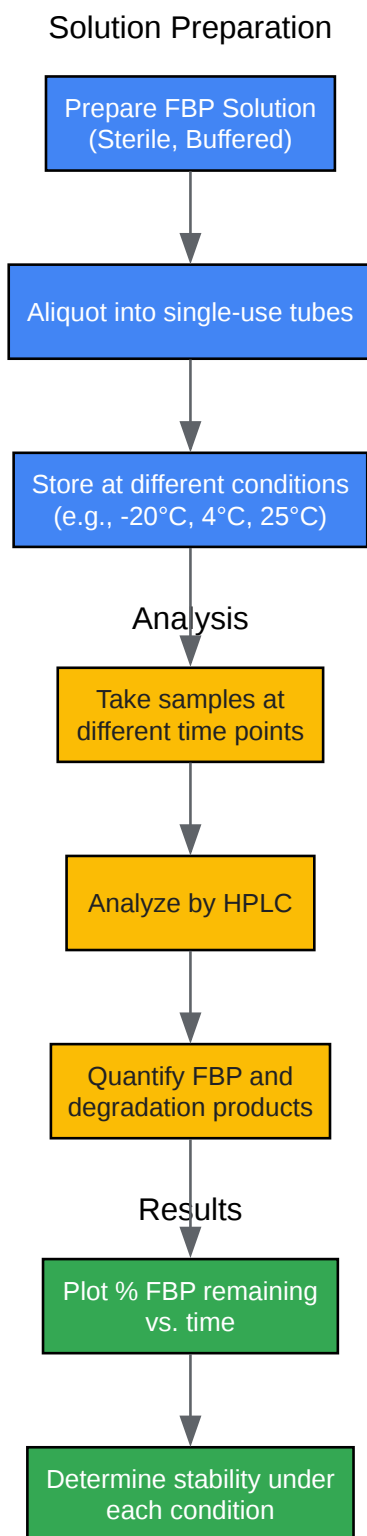 Solution Preparation
Prepare FBP Solution
(Sterile, Buffered)
Aliquot into single-use tubes
Store at different conditions
(e.g., -20°C, 4°C, 25°C)
Analysis
Take samples at
different time points
Analyze by HPLC
Quantify FBP and
degradation products
Results
Plot % FBP remaining
vs. time
Determine stability under
each condition